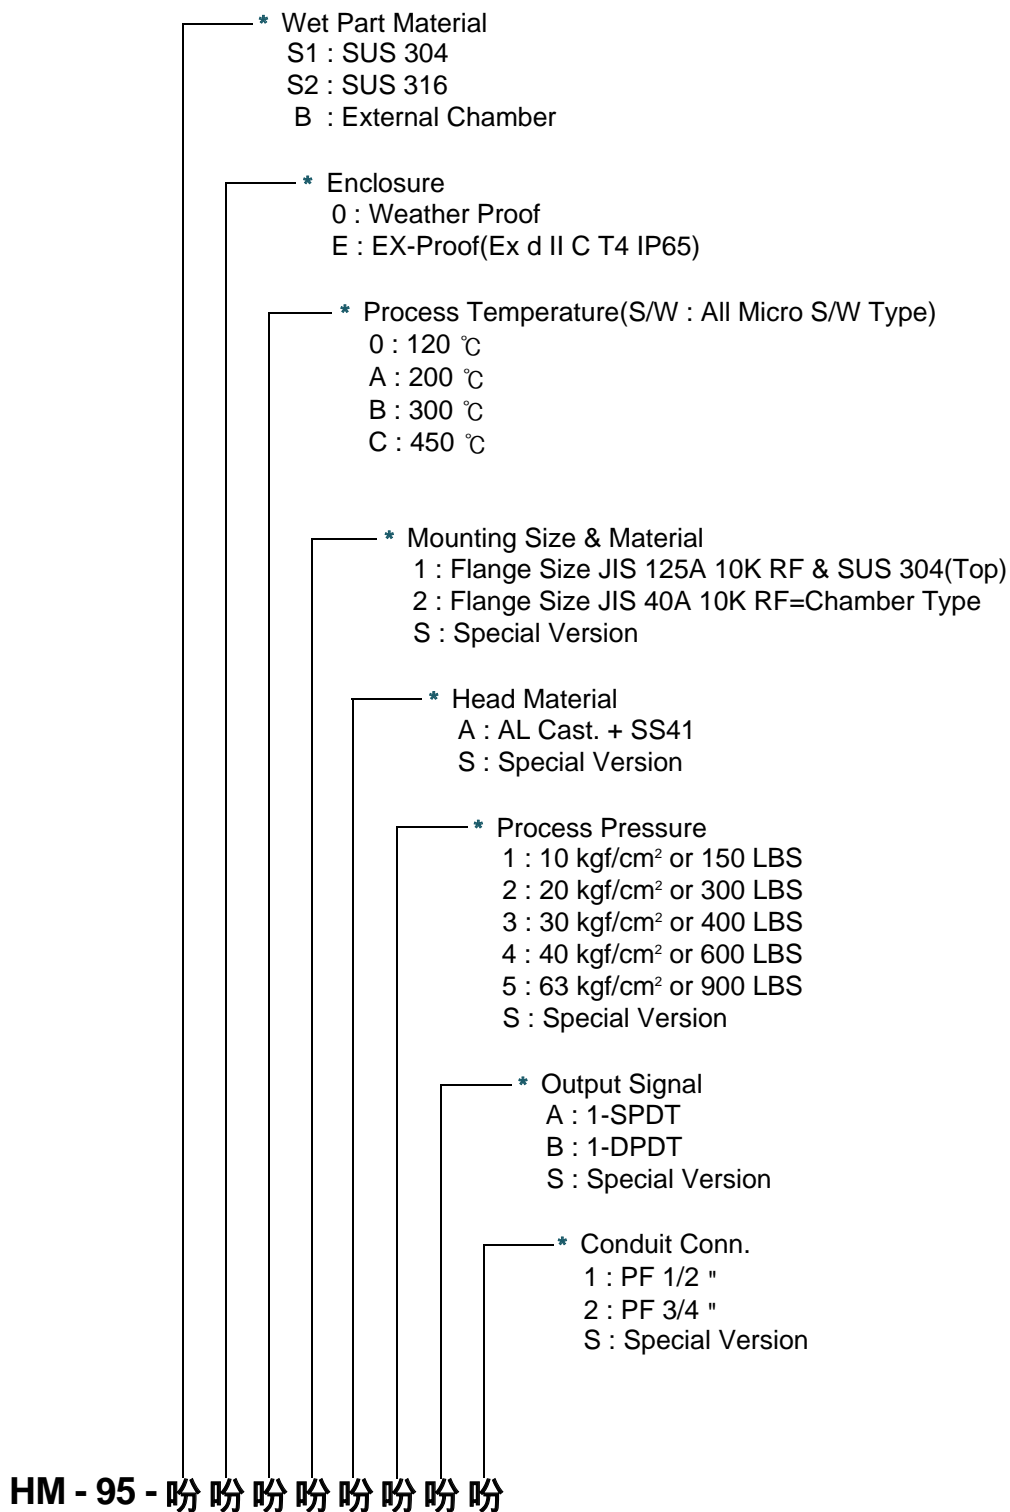 * Wet Part Material
S1 : SUS 304
S2 : SUS 316
B : External Chamber
* Enclosure
0 : Weather Proof
E : EX-Proof(Ex d II C T4 IP65)
* Process Temperature(S/W : All Micro S/W Type)
0 : 120 ℃
A : 200 ℃
B : 300 ℃
C : 450 ℃
* Mounting Size & Material
1 : Flange Size JIS 125A 10K RF & SUS 304(Top)
2 : Flange Size JIS 40A 10K RF=Chamber Type
S : Special Version
* Head Material
A : AL Cast. + SS41
S : Special Version
* Process Pressure
1 : 10 kgf/cm² or 150 LBS
2 : 20 kgf/cm² or 300 LBS
3 : 30 kgf/cm² or 400 LBS
4 : 40 kgf/cm² or 600 LBS
5 : 63 kgf/cm² or 900 LBS
S : Special Version
* Output Signal
A : 1-SPDT
B : 1-DPDT
S : Special Version
* Conduit Conn.
1 : PF 1/2 "
2 : PF 3/4 "
S : Special Version
HM - 95 - 吩 吩 吩 吩 吩 吩 吩 吩